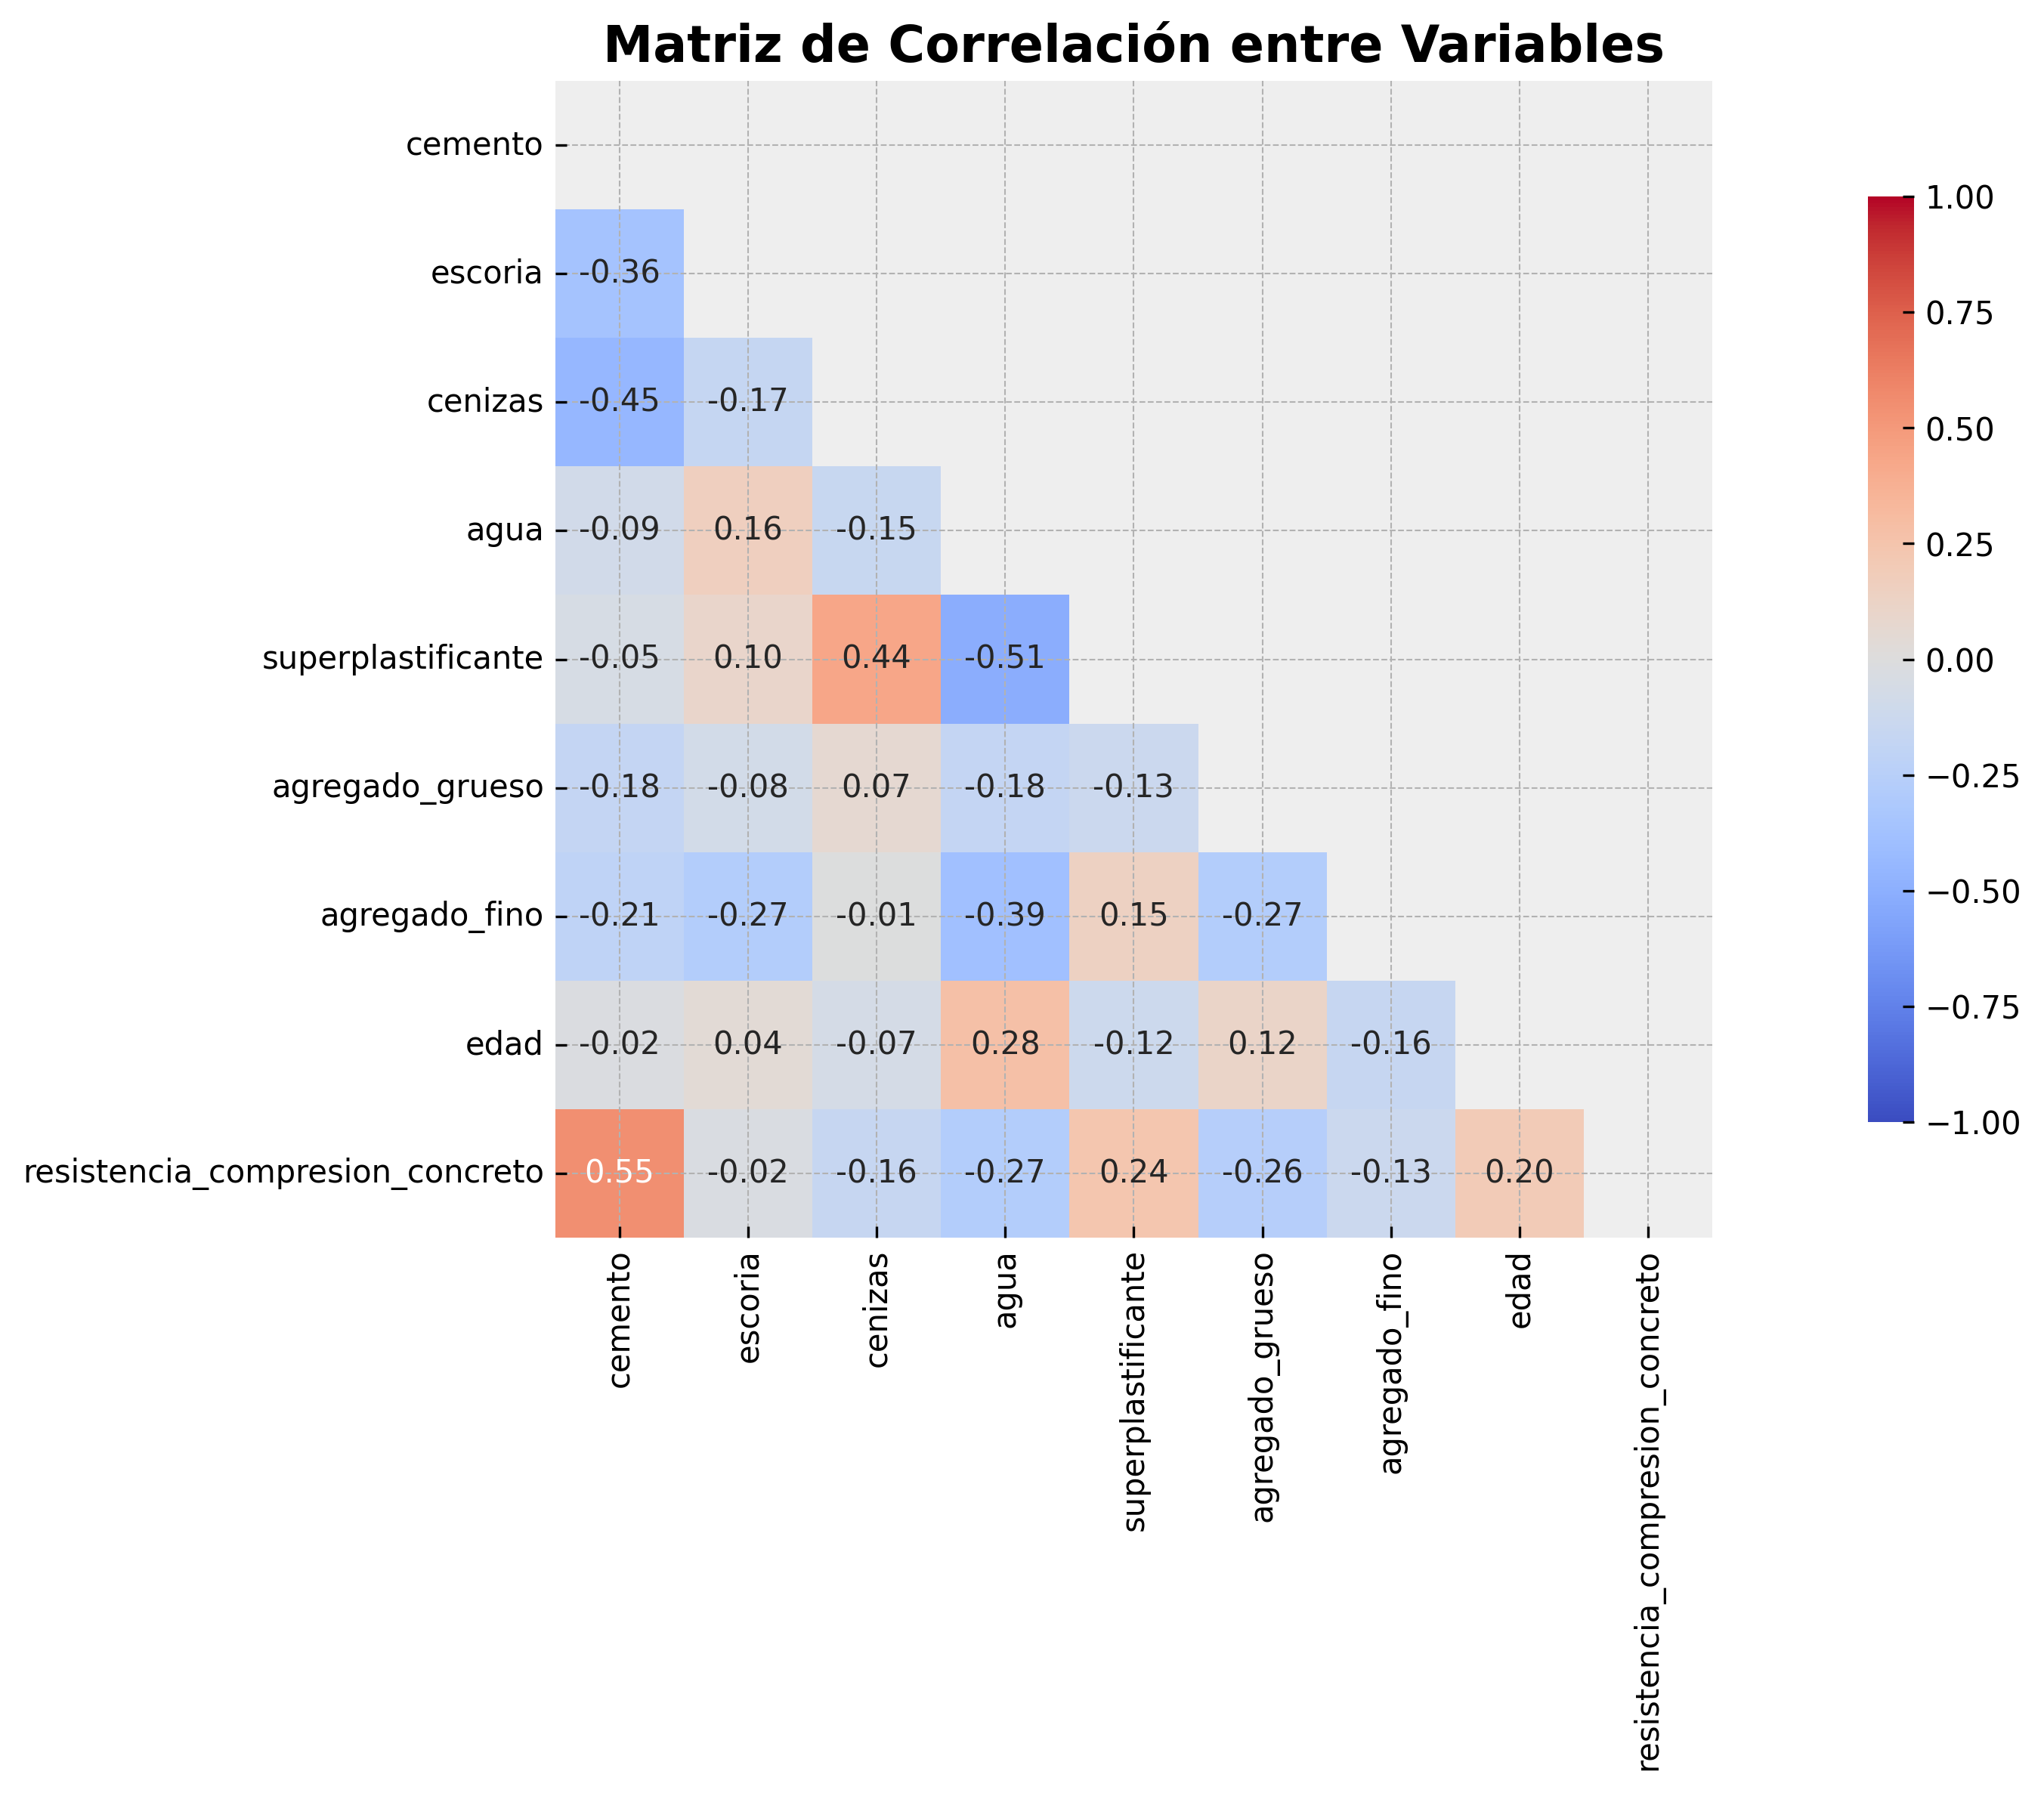 Matriz de Correlación entre Variables
cemento
escoria -0.36
cenizas -0.45 -0.17
agua -0.09 0.16 -0.15
superplastificante -0.05 0.10 0.44 -0.51
agregado_grueso -0.18 -0.08 0.07 -0.18 -0.13
agregado_fino -0.21 -0.27 -0.01 -0.39 0.15 -0.27
edad -0.02 0.04 -0.07 0.28 -0.12 0.12 -0.16
resistencia_compresion_concreto 0.55 -0.02 -0.16 -0.27 0.24 -0.26 -0.13 0.20
cemento
escoria
cenizas
agua
superplastificante
agregado_grueso
agregado_fino
edad
resistencia_compresion_concreto
1.00
0.75
0.50
0.25
0.00
−0.25
−0.50
−0.75
−1.00